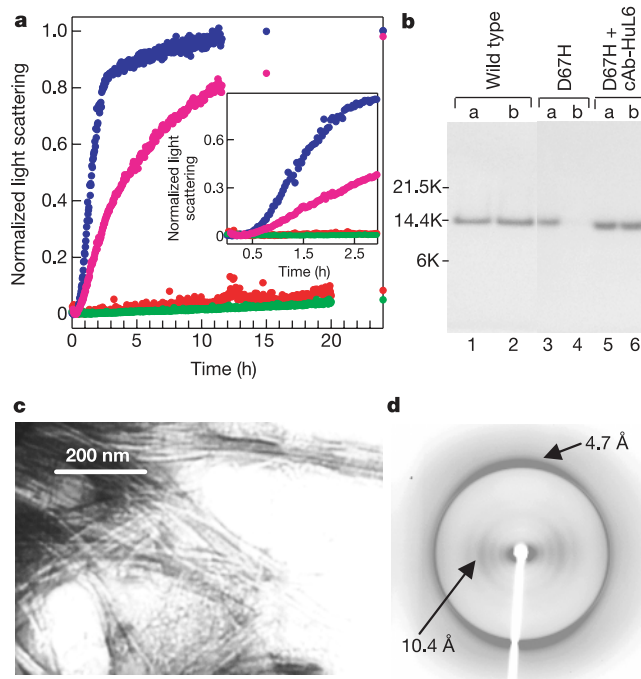 a
Normalized light scattering
1.0
0.8
0.6
0.4
0.2
0
0
5
10
15
20
Time (h)
Normalized light
scattering
0.6
0.3
0
0.5
1.5
2.5
Time (h)
b
Wild type
D67H
D67H +
cAb-HuL6
a b a b a b
21.5K
14.4K
6K
1 2 3 4 5 6
c
200 nm
d
4.7 Å
10.4 Å